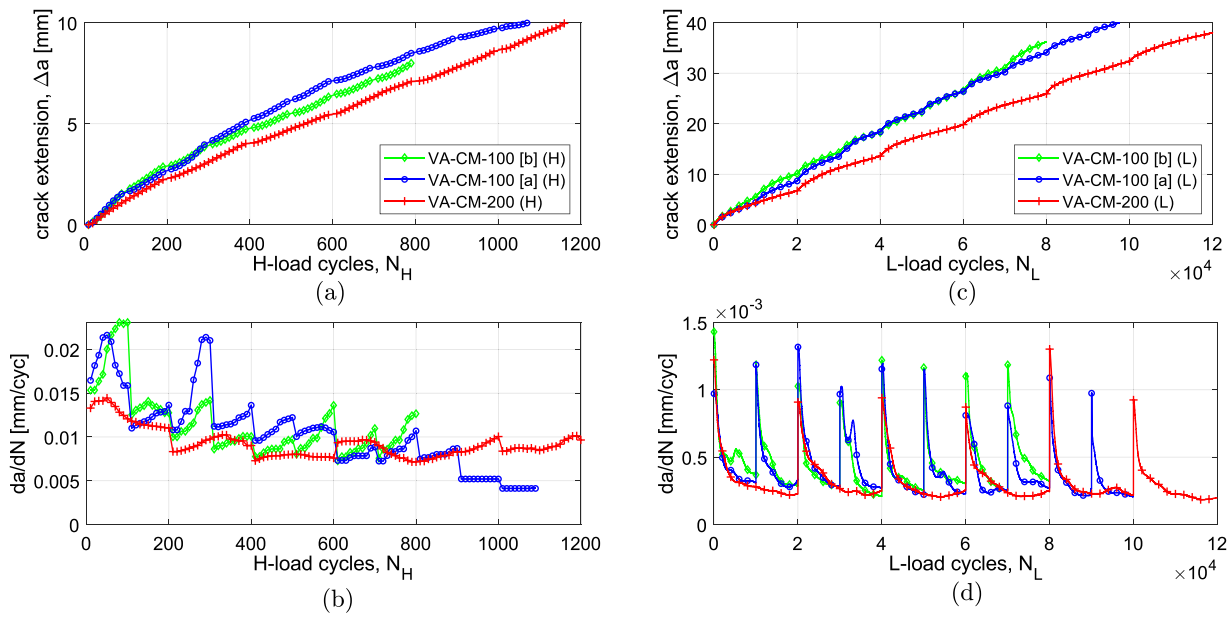 crack extension, Δa [mm]
10
5
0
0
200
400
600
800
1000
1200
H-load cycles, N_H
VA-CM-100 [b] (H)
VA-CM-100 [a] (H)
VA-CM-200 (H)
(a)
crack extension, Δa [mm]
40
30
20
10
0
0
2
4
6
8
10
12
×10⁴
L-load cycles, N_L
VA-CM-100 [b] (L)
VA-CM-100 [a] (L)
VA-CM-200 (L)
(c)
da/dN [mm/cyc]
0.02
0.015
0.01
0.005
0
0
200
400
600
800
1000
1200
H-load cycles, N_H
(b)
da/dN [mm/cyc]
×10⁻³
1.5
1
0.5
0
0
2
4
6
8
10
12
×10⁴
L-load cycles, N_L
(d)